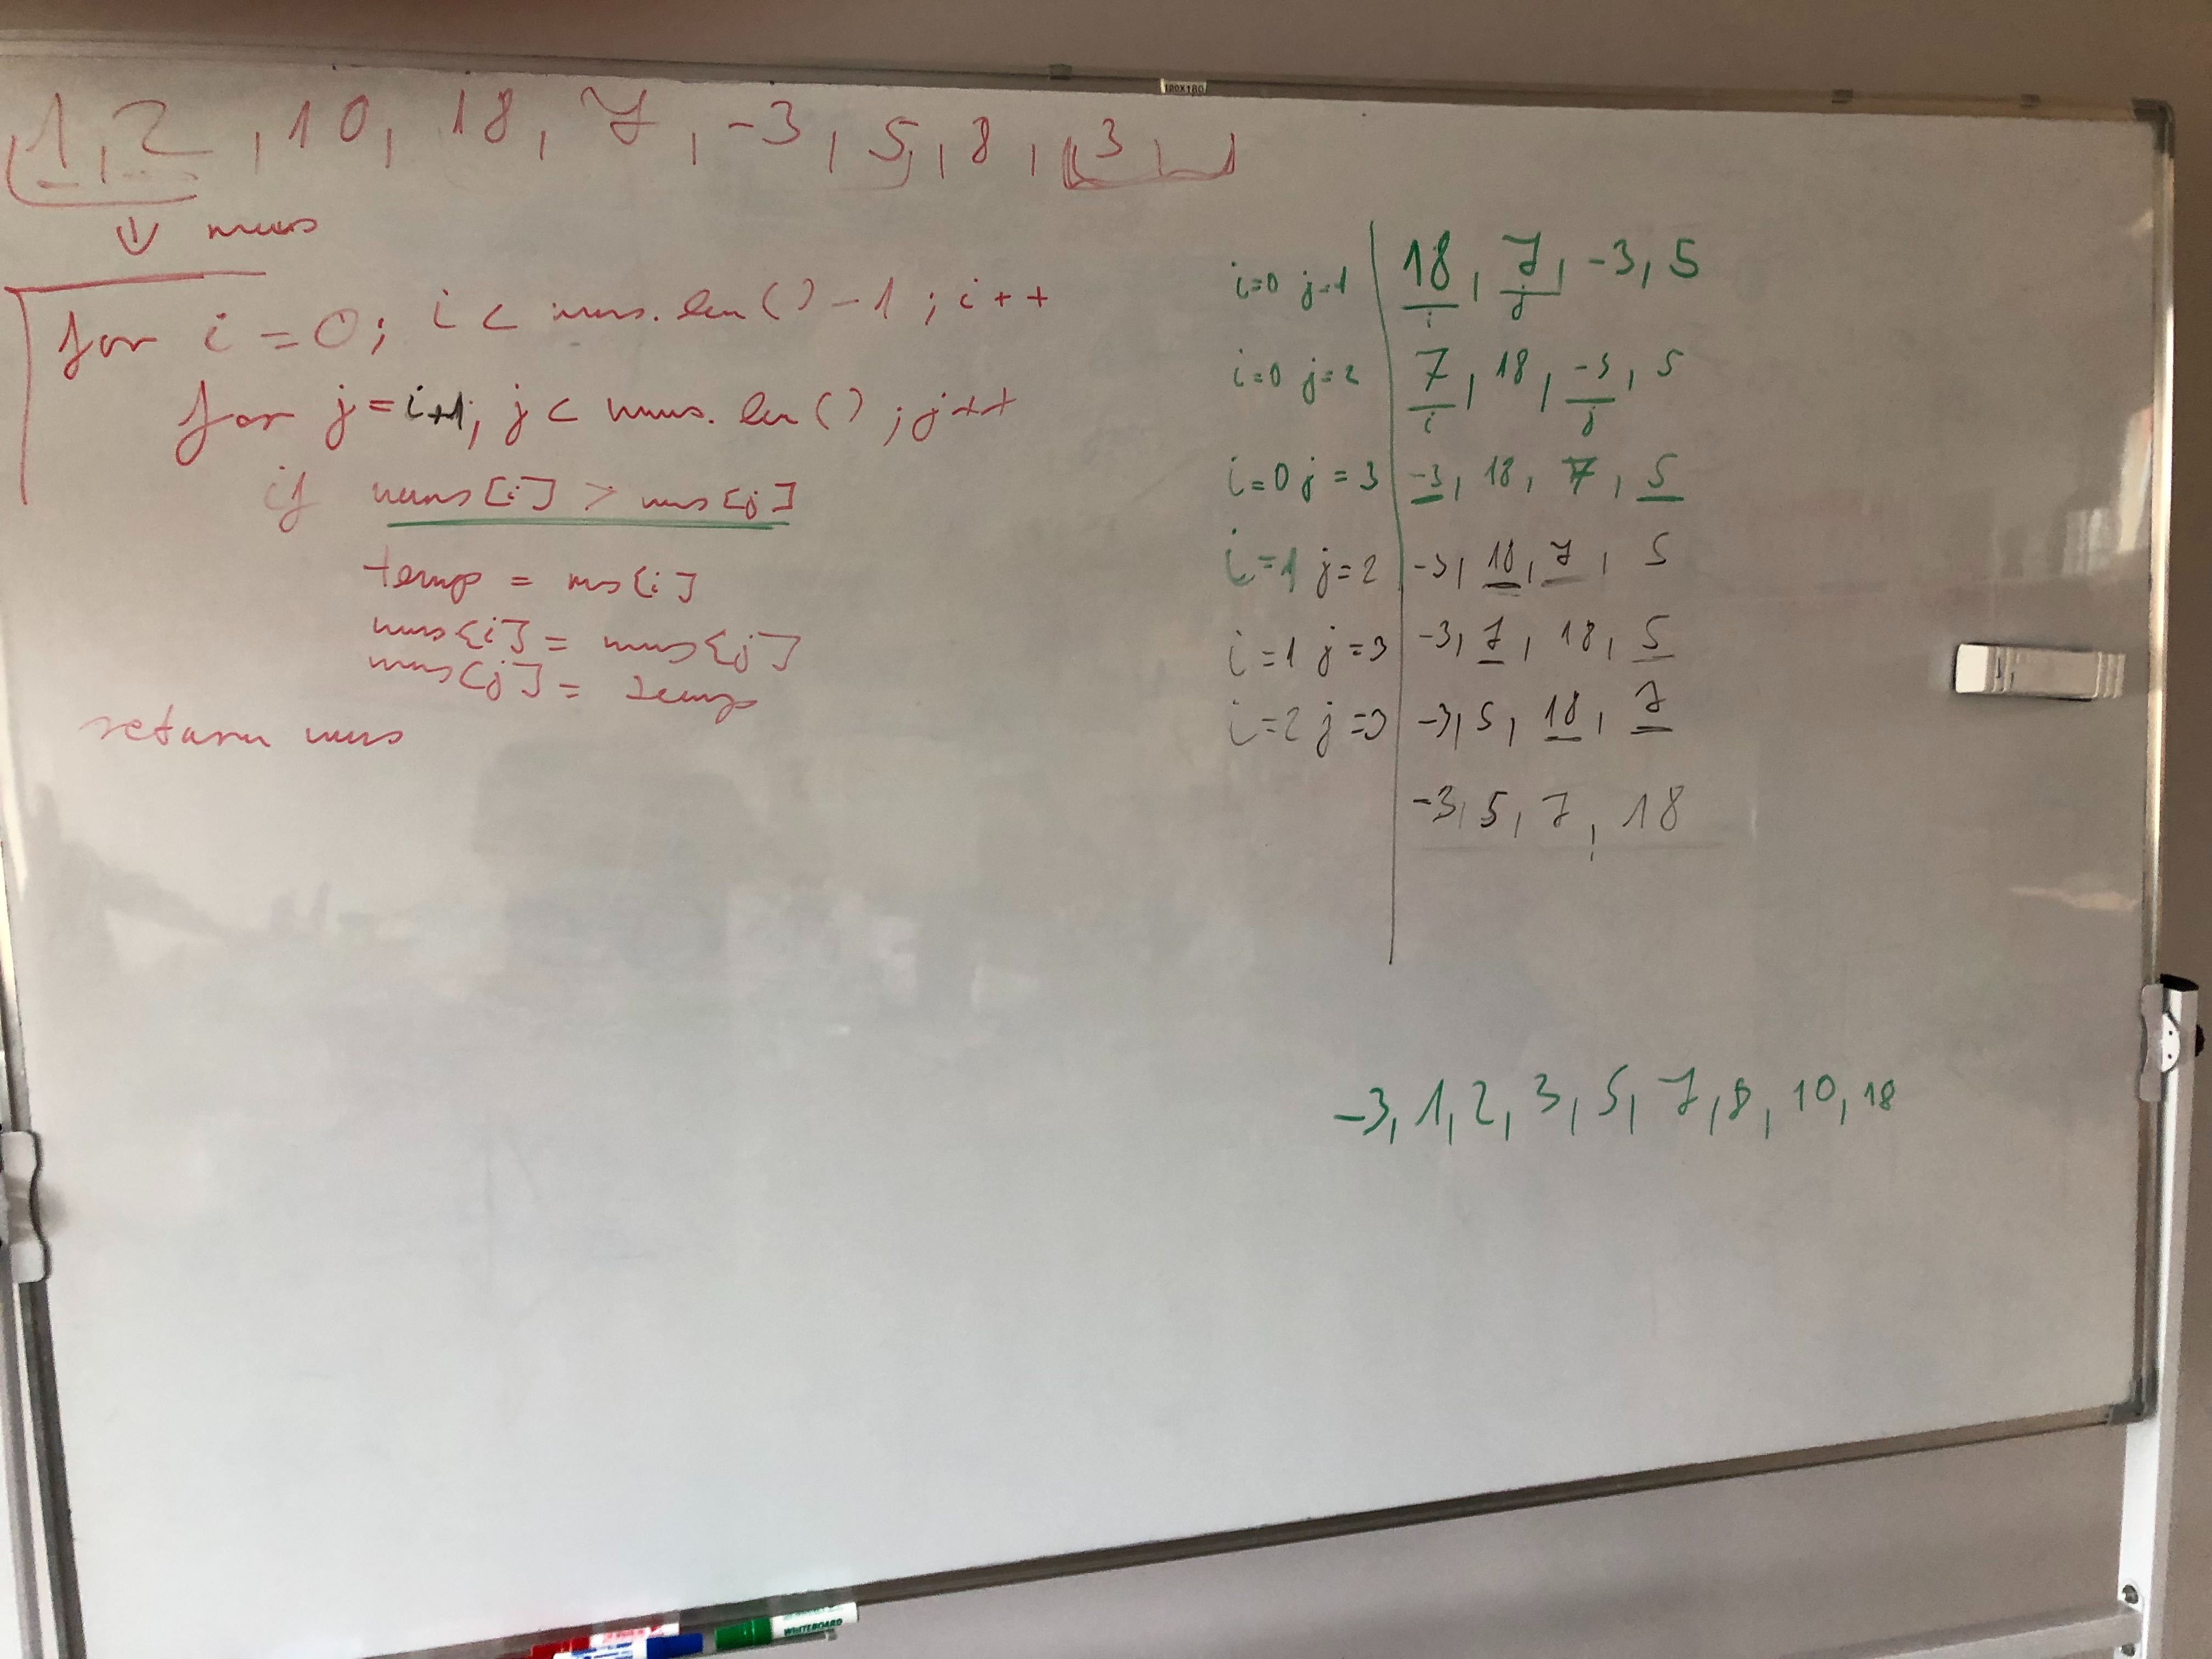 1, 2, 10, 18, 7, -3, 5, 8, 3
nums
for i = 0; i < nums.len() - 1; i++
for j = i+1; j < nums.len(); j++
if nums[i] > nums[j]
temp = nums[i]
nums[i] = nums[j]
nums[j] = temp
return nums
i=0 j=1 18, 7, -3, 5
i j
i=0 j=2 7, 18, -3, 5
i j
i=0 j=3 -3, 18, 7, 5
i=1 j=2 -3, 18, 7, 5
i=1 j=3 -3, 7, 18, 5
i=2 j=3 -3, 5, 18, 7
-3, 5, 7, 18
-3, 1, 2, 3, 5, 7, 8, 10, 18
120X180
WHITEBOARD